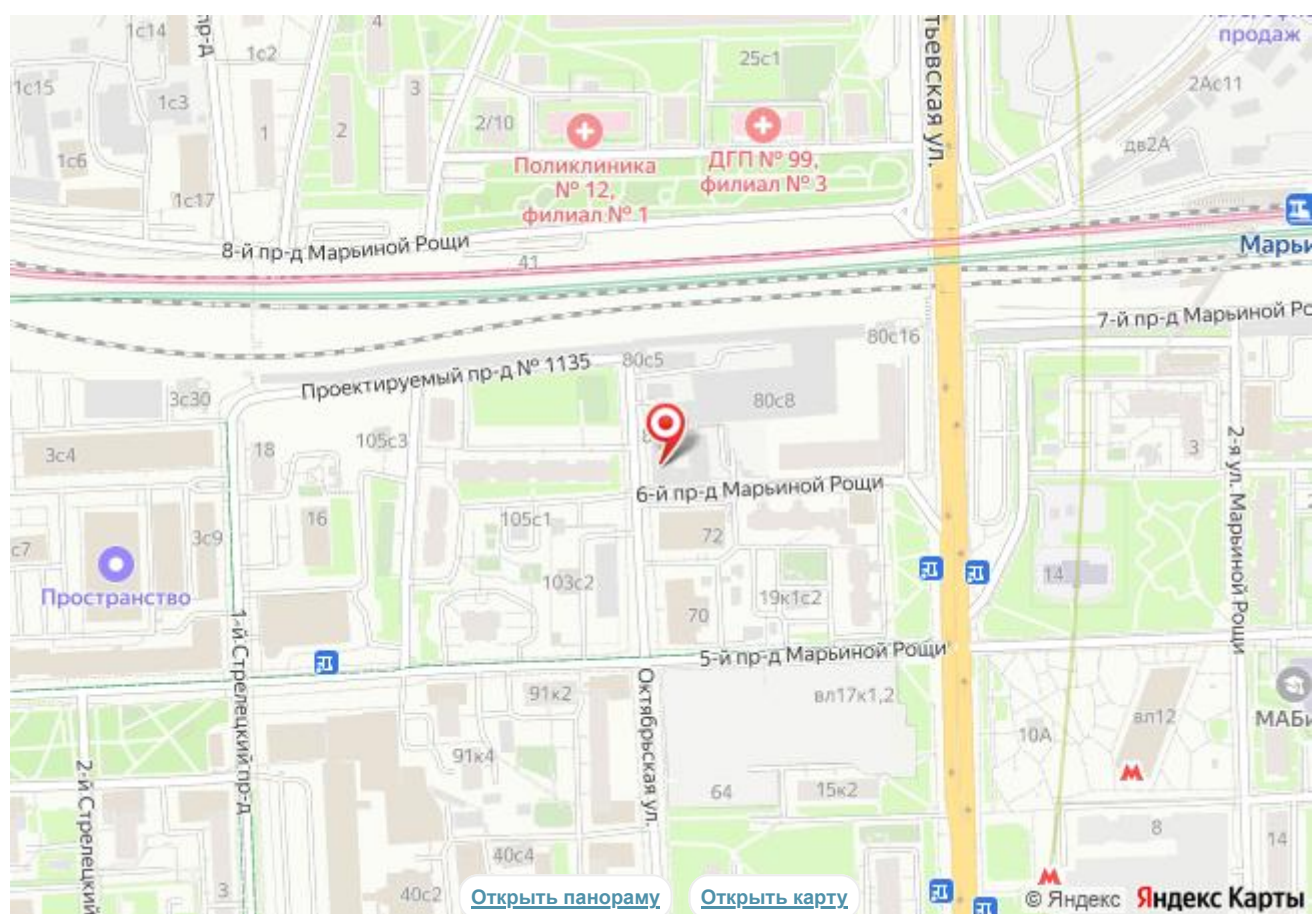 1с14
пр-д
4
тьевская ул.
продаж
1с2
25с1
1с15
1с3
3
2Ас11
1
2
2/10
дв2А
1с6
Поликлиника
№ 12,
филиал № 1
ДГП № 99,
филиал № 3
1с17
8-й пр-д Марьиной Рощи
41
Марьи
7-й пр-д Марьиной Ро
80с16
80с5
Проектируемый пр-д № 1135
3с30
80с8
105с3
18
3с4
2-я ул. Марьиной Рощи
3
6-й пр-д Марьиной Рощи
16
105с1
72
3с9
с7
103с2
14
19к1с2
Пространство
70
1-й Стрелецкий пр-д
5-й пр-д Марьиной Рощи
91к2
Октябрьская ул.
вл17к1,2
вл12
МАБи
10А
91к4
2-й Стрелецкий
64
15к2
8
14
40с4
3
40с2
Открыть панораму
Открыть карту
© Яндекс Яндекс Карты